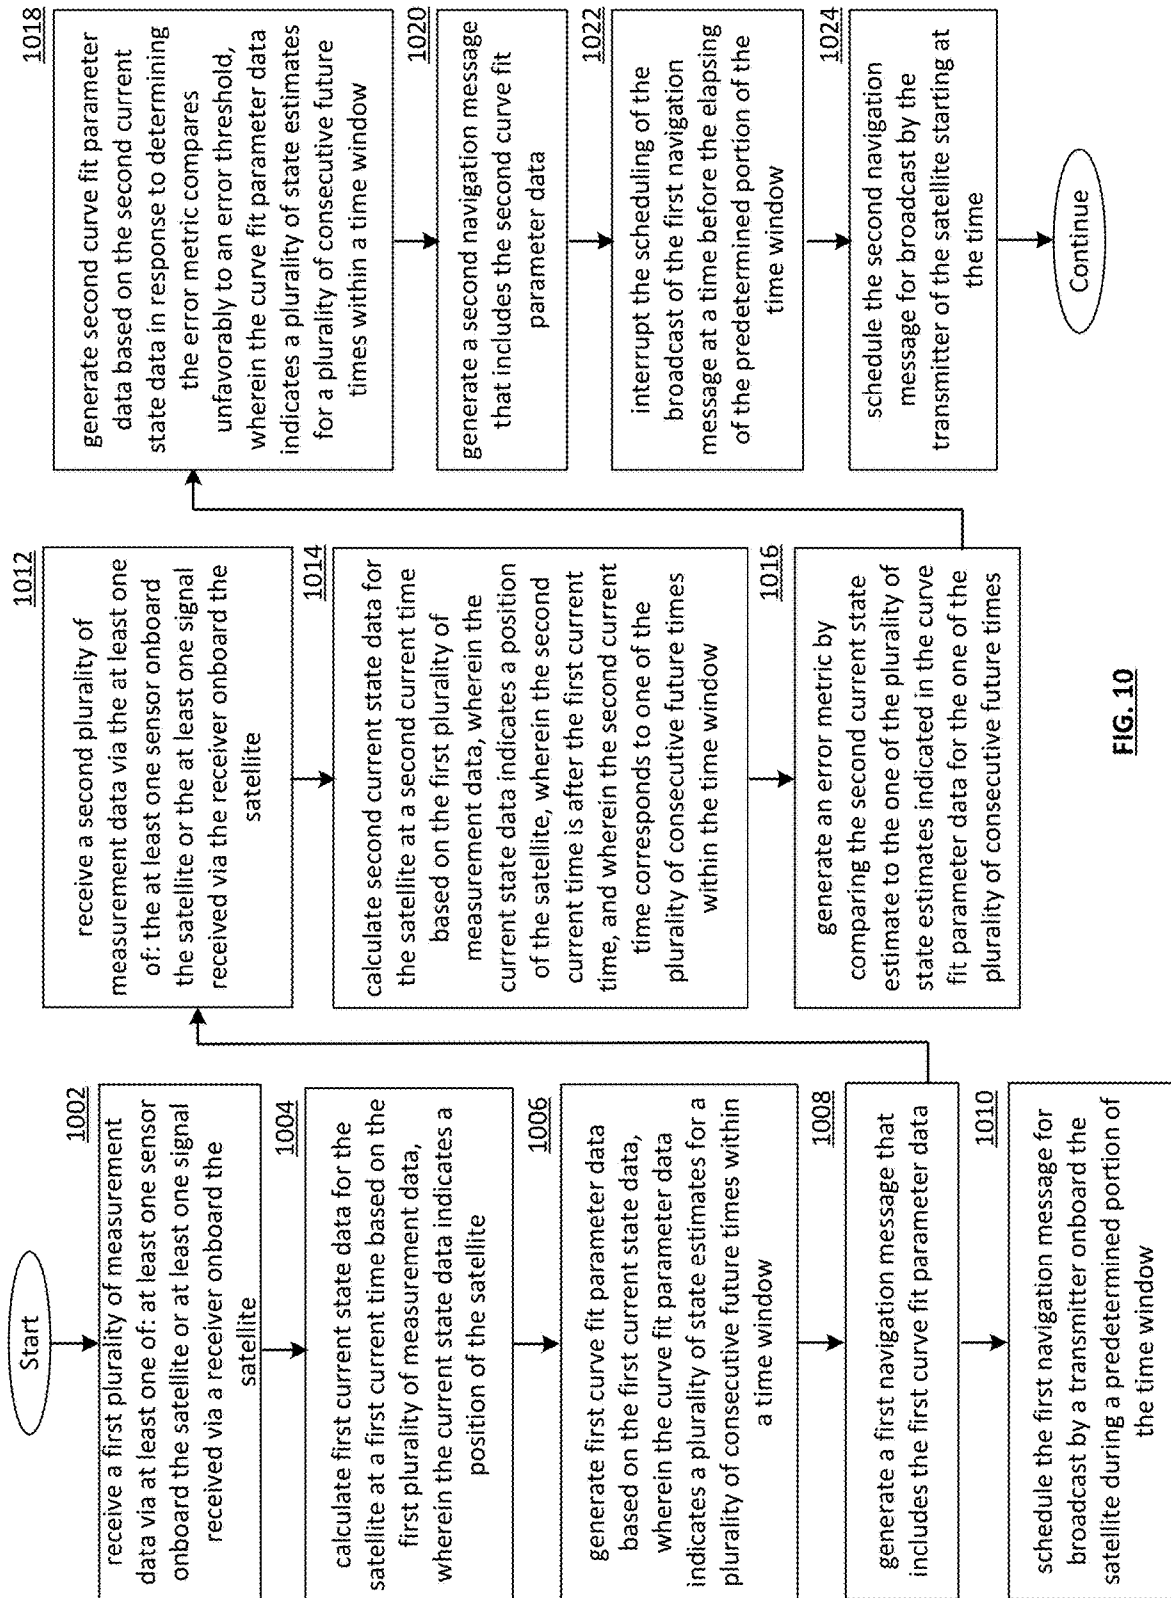 Start
1002
receive a first plurality of measurement
data via at least one of: at least one sensor
onboard the satellite or at least one signal
received via a receiver onboard the
satellite
1004
calculate first current state data for the
satellite at a first current time based on the
first plurality of measurement data,
wherein the current state data indicates a
position of the satellite
1006
generate first curve fit parameter data
based on the first current state data,
wherein the curve fit parameter data
indicates a plurality of state estimates for a
plurality of consecutive future times within
a time window
1008
generate a first navigation message that
includes the first curve fit parameter data
1010
schedule the first navigation message for
broadcast by a transmitter onboard the
satellite during a predetermined portion of
the time window
1012
receive a second plurality of
measurement data via the at least one
of: the at least one sensor onboard
the satellite or the at least one signal
received via the receiver onboard the
satellite
1014
calculate second current state data for
the satellite at a second current time
based on the first plurality of
measurement data, wherein the
current state data indicates a position
of the satellite, wherein the second
current time is after the first current
time, and wherein the second current
time corresponds to one of the
plurality of consecutive future times
within the time window
1016
generate an error metric by
comparing the second current state
estimate to the one of the plurality of
state estimates indicated in the curve
fit parameter data for the one of the
plurality of consecutive future times
1018
generate second curve fit parameter
data based on the second current
state data in response to determining
the error metric compares
unfavorably to an error threshold,
wherein the curve fit parameter data
indicates a plurality of state estimates
for a plurality of consecutive future
times within a time window
1020
generate a second navigation message
that includes the second curve fit
parameter data
1022
interrupt the scheduling of the
broadcast of the first navigation
message at a time before the elapsing
of the predetermined portion of the
time window
1024
schedule the second navigation
message for broadcast by the
transmitter of the satellite starting at
the time
Continue
FIG. 10